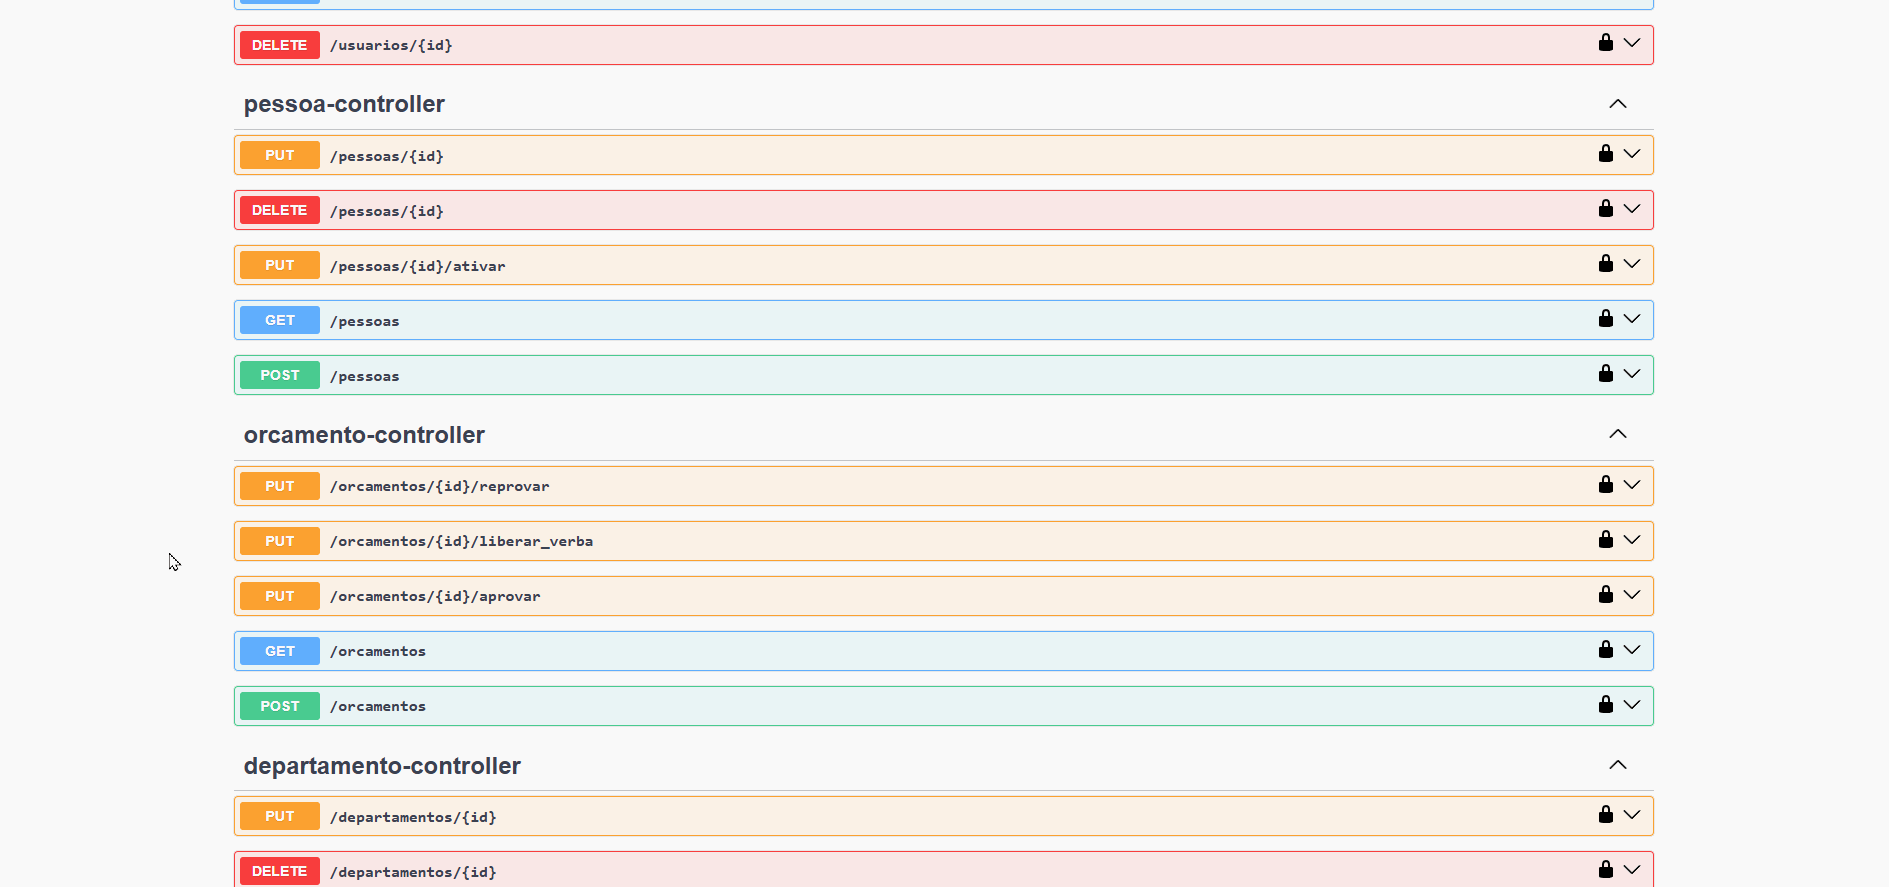 DELETE /usuarios/{id}
pessoa-controller
PUT /pessoas/{id}
DELETE /pessoas/{id}
PUT /pessoas/{id}/ativar
GET /pessoas
POST /pessoas
orcamento-controller
PUT /orcamentos/{id}/reprovar
PUT /orcamentos/{id}/liberar_verba
PUT /orcamentos/{id}/aprovar
GET /orcamentos
POST /orcamentos
departamento-controller
PUT /departamentos/{id}
DELETE /departamentos/{id}